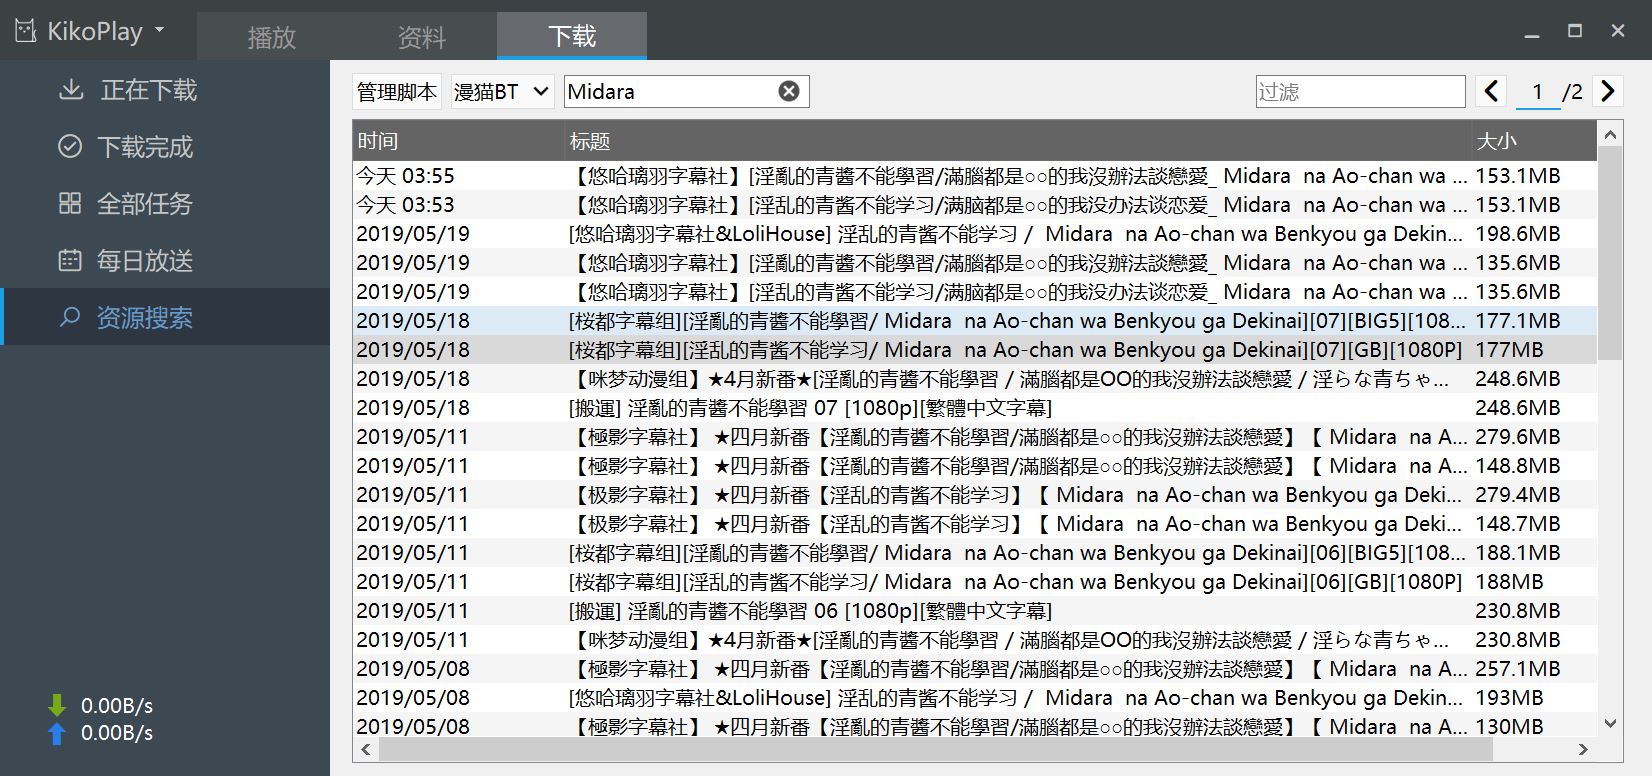 KikoPlay
播放 资料 下载
正在下载
下载完成
全部任务
每日放送
资源搜索
0.00B/s
0.00B/s
管理脚本 漫猫BT Midara 过滤 1 /2
时间 标题 大小
今天 03:55 【悠哈璃羽字幕社】[淫亂的青醬不能學習/滿腦都是○○的我沒辦法談戀愛_ Midara na Ao-chan wa ... 153.1MB
今天 03:53 【悠哈璃羽字幕社】[淫乱的青酱不能学习/满脑都是○○的我没办法谈恋爱_ Midara na Ao-chan wa ... 153.1MB
2019/05/19 [悠哈璃羽字幕社&LoliHouse] 淫乱的青酱不能学习 / Midara na Ao-chan wa Benkyou ga Dekin... 198.6MB
2019/05/19 【悠哈璃羽字幕社】[淫亂的青醬不能學習/滿腦都是○○的我沒辦法談戀愛_ Midara na Ao-chan wa ... 135.6MB
2019/05/19 【悠哈璃羽字幕社】[淫乱的青酱不能学习/满脑都是○○的我没办法谈恋爱_ Midara na Ao-chan wa ... 135.6MB
2019/05/18 [桜都字幕组][淫亂的青醬不能學習/ Midara na Ao-chan wa Benkyou ga Dekinai][07][BIG5][108... 177.1MB
2019/05/18 [桜都字幕组][淫乱的青酱不能学习/ Midara na Ao-chan wa Benkyou ga Dekinai][07][GB][1080P] 177MB
2019/05/18 【咪梦动漫组】★4月新番★[淫亂的青醬不能學習 / 滿腦都是OO的我沒辦法談戀愛 / 淫らな青ちゃ... 248.6MB
2019/05/18 [搬運] 淫亂的青醬不能學習 07 [1080p][繁體中文字幕] 248.6MB
2019/05/11 【極影字幕社】 ★四月新番【淫亂的青醬不能學習/滿腦都是○○的我沒辦法談戀愛】【 Midara na A... 279.6MB
2019/05/11 【極影字幕社】 ★四月新番【淫亂的青醬不能學習/滿腦都是○○的我沒辦法談戀愛】【 Midara na A... 148.8MB
2019/05/11 【极影字幕社】 ★四月新番【淫乱的青酱不能学习】【 Midara na Ao-chan wa Benkyou ga Deki... 279.4MB
2019/05/11 【极影字幕社】 ★四月新番【淫乱的青酱不能学习】【 Midara na Ao-chan wa Benkyou ga Deki... 148.7MB
2019/05/11 [桜都字幕组][淫亂的青醬不能學習/ Midara na Ao-chan wa Benkyou ga Dekinai][06][BIG5][108... 188.1MB
2019/05/11 [桜都字幕组][淫乱的青酱不能学习/ Midara na Ao-chan wa Benkyou ga Dekinai][06][GB][1080P] 188MB
2019/05/11 [搬運] 淫亂的青醬不能學習 06 [1080p][繁體中文字幕] 230.8MB
2019/05/11 【咪梦动漫组】★4月新番★[淫亂的青醬不能學習 / 滿腦都是OO的我沒辦法談戀愛 / 淫らな青ちゃ... 230.8MB
2019/05/08 【極影字幕社】 ★四月新番【淫亂的青醬不能學習/滿腦都是○○的我沒辦法談戀愛】【 Midara na A... 257.1MB
2019/05/08 [悠哈璃羽字幕社&LoliHouse] 淫乱的青酱不能学习 / Midara na Ao-chan wa Benkyou ga Dekin... 193MB
2019/05/08 【極影字幕社】 ★四月新番【淫亂的青醬不能學習/滿腦都是○○的我沒辦法談戀愛】【 Midara na A... 130MB